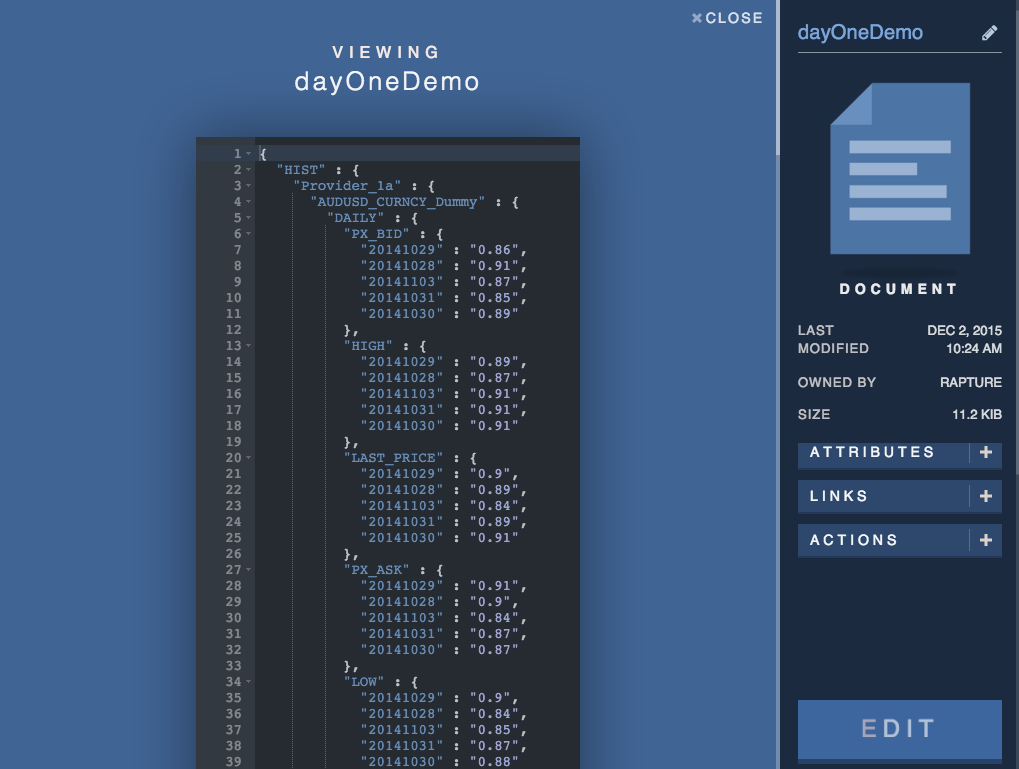 ✖CLOSE
VIEWING
dayOneDemo
1 {
2 "HIST" : {
3 "Provider_1a" : {
4 "AUDUSD_CURNCY_Dummy" : {
5 "DAILY" : {
6 "PX_BID" : {
7 "20141029" : "0.86",
8 "20141028" : "0.91",
9 "20141103" : "0.87",
10 "20141031" : "0.85",
11 "20141030" : "0.89"
12 },
13 "HIGH" : {
14 "20141029" : "0.89",
15 "20141028" : "0.87",
16 "20141103" : "0.91",
17 "20141031" : "0.91",
18 "20141030" : "0.91"
19 },
20 "LAST_PRICE" : {
21 "20141029" : "0.9",
22 "20141028" : "0.89",
23 "20141103" : "0.84",
24 "20141031" : "0.89",
25 "20141030" : "0.91"
26 },
27 "PX_ASK" : {
28 "20141029" : "0.91",
29 "20141028" : "0.9",
30 "20141103" : "0.84",
31 "20141031" : "0.87",
32 "20141030" : "0.87"
33 },
34 "LOW" : {
35 "20141029" : "0.9",
36 "20141028" : "0.84",
37 "20141103" : "0.85",
38 "20141031" : "0.87",
39 "20141030" : "0.88"
dayOneDemo
DOCUMENT
LAST MODIFIED DEC 2, 2015 10:24 AM
OWNED BY RAPTURE
SIZE 11.2 KIB
ATTRIBUTES +
LINKS +
ACTIONS +
EDIT